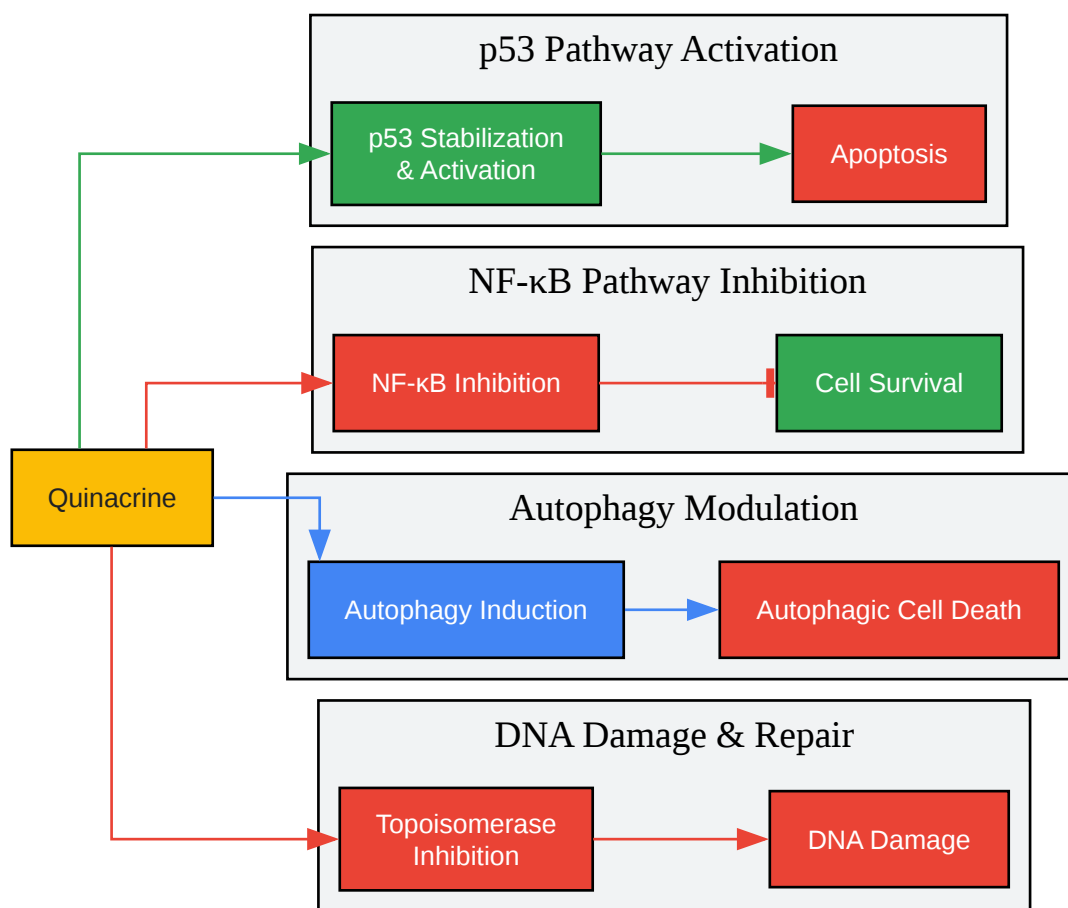 p53 Pathway Activation
p53 Stabilization
& Activation
Apoptosis
NF-κB Pathway Inhibition
NF-κB Inhibition
Cell Survival
Quinacrine
Autophagy Modulation
Autophagy Induction
Autophagic Cell Death
DNA Damage & Repair
Topoisomerase
Inhibition
DNA Damage